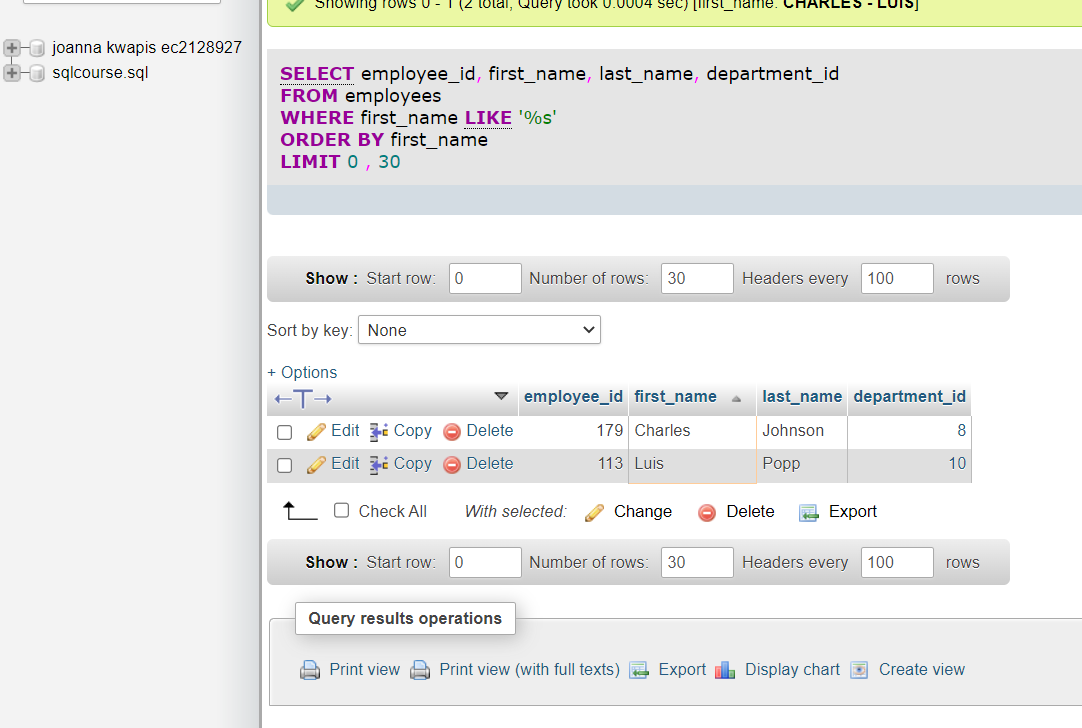 Showing rows 0 - 1 (2 total, Query took 0.0004 sec) [first_name: CHARLES - LUIS]
joanna kwapis ec2128927
sqlcourse.sql
SELECT employee_id, first_name, last_name, department_id
FROM employees
WHERE first_name LIKE '%s'
ORDER BY first_name
LIMIT 0 , 30
Show : Start row: 0 Number of rows: 30 Headers every 100 rows
Sort by key: None
+ Options
←T→ employee_id first_name last_name department_id
Edit Copy Delete 179 Charles Johnson 8
Edit Copy Delete 113 Luis Popp 10
Check All With selected: Change Delete Export
Show : Start row: 0 Number of rows: 30 Headers every 100 rows
Query results operations
Print view Print view (with full texts) Export Display chart Create view